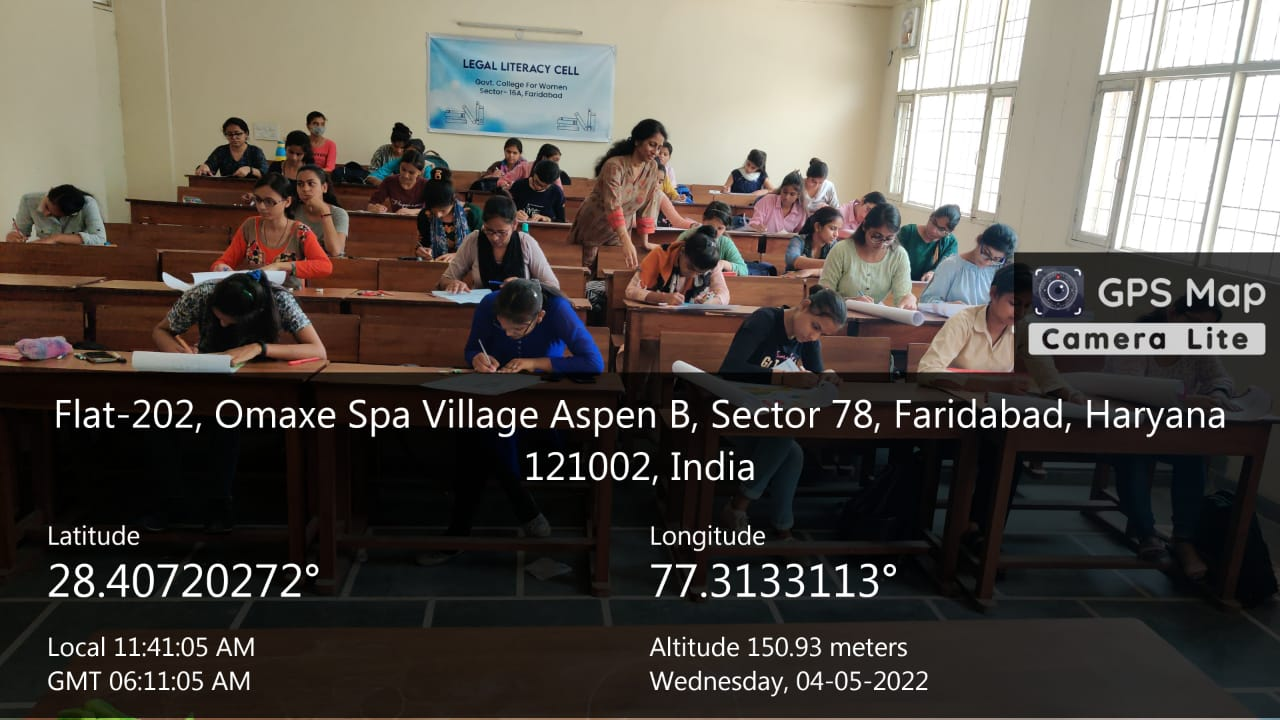 LEGAL LITERACY CELL
Govt. College For Women
Sector- 16A, Faridabad
GPS Map
Camera Lite
Flat-202, Omaxe Spa Village Aspen B, Sector 78, Faridabad, Haryana
121002, India
Latitude
28.40720272°
Longitude
77.3133113°
Local 11:41:05 AM
GMT 06:11:05 AM
Altitude 150.93 meters
Wednesday, 04-05-2022